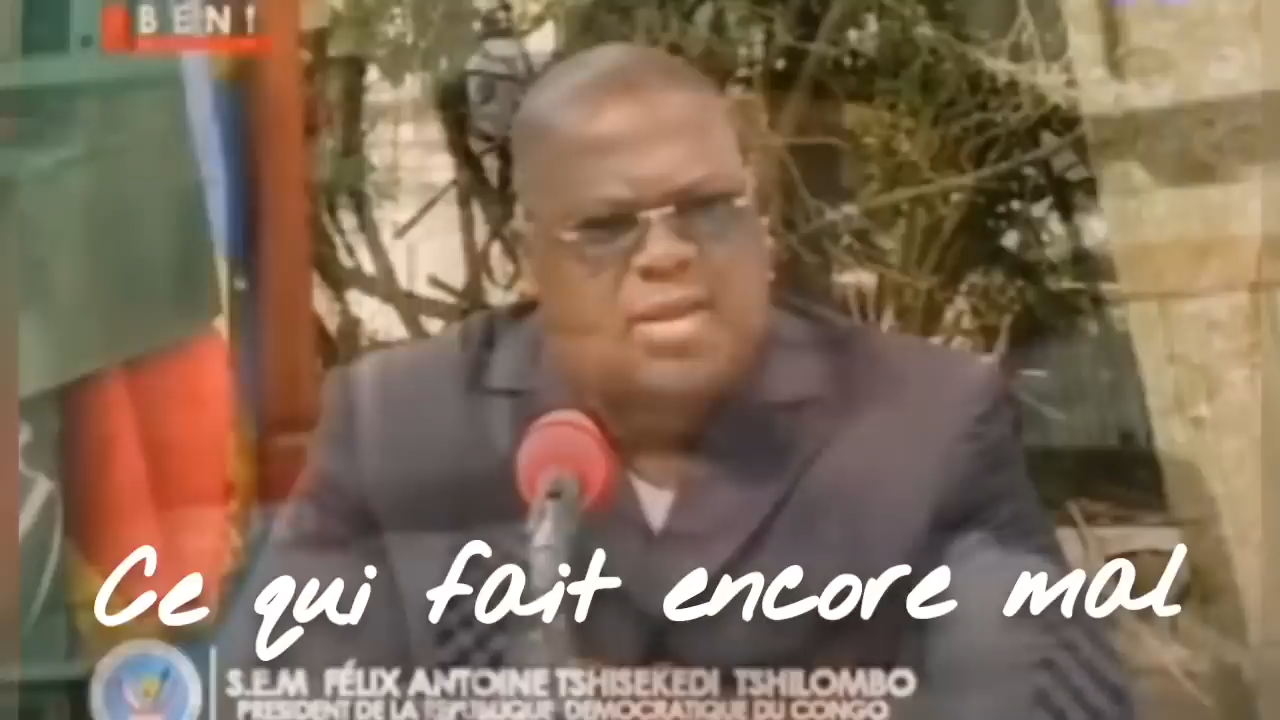 BENI
Ce qui fait encore mal
S.E.M FÉLIX ANTOINE TSHISEKEDI TSHILOMBO
PRESIDENT DE LA REPUBLIQUE DEMOCRATIQUE DU CONGO